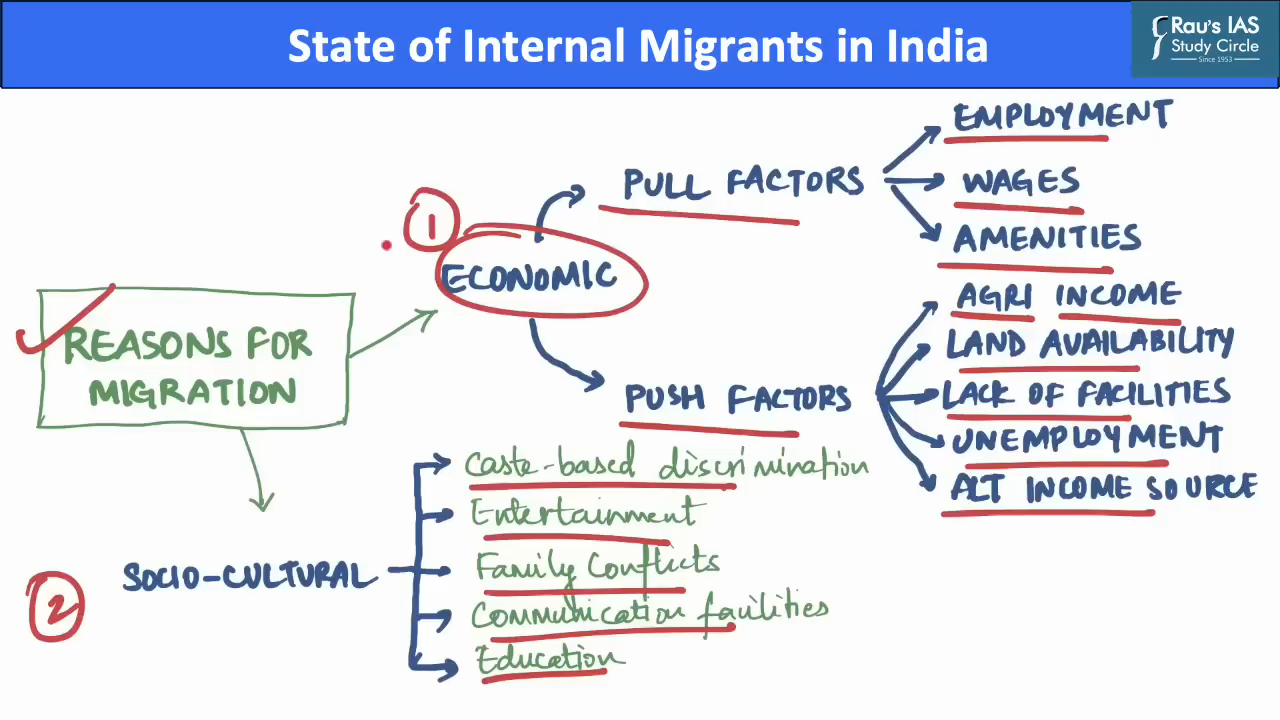 State of Internal Migrants in India
Rau's IAS
Study Circle
Since 1953
REASONS FOR
MIGRATION
1
ECONOMIC
PULL FACTORS
EMPLOYMENT
WAGES
AMENITIES
PUSH FACTORS
AGRI INCOME
LAND AVAILABILITY
LACK OF FACILITIES
UNEMPLOYMENT
ALT INCOME SOURCE
2
SOCIO-CULTURAL
Caste-based discrimination
Entertainment
Family Conflicts
Communication facilities
Education